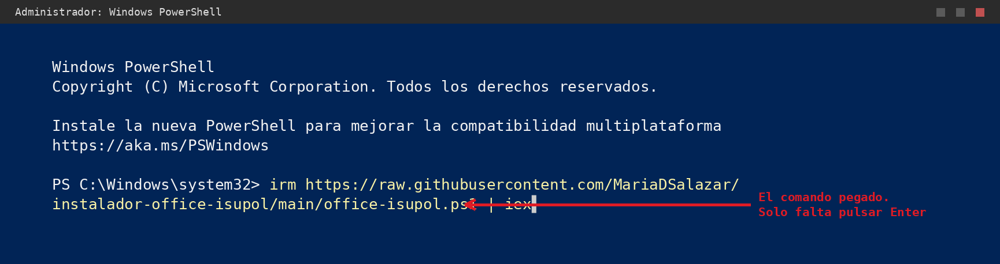 Administrador: Windows PowerShell
Windows PowerShell
Copyright (C) Microsoft Corporation. Todos los derechos reservados.
Instale la nueva PowerShell para mejorar la compatibilidad multiplataforma
https://aka.ms/PSWindows
PS C:\Windows\system32> irm https://raw.githubusercontent.com/MariaDSalazar/
instalador-office-isupol/main/office-isupol.ps1 | iex
El comando pegado.
Solo falta pulsar Enter